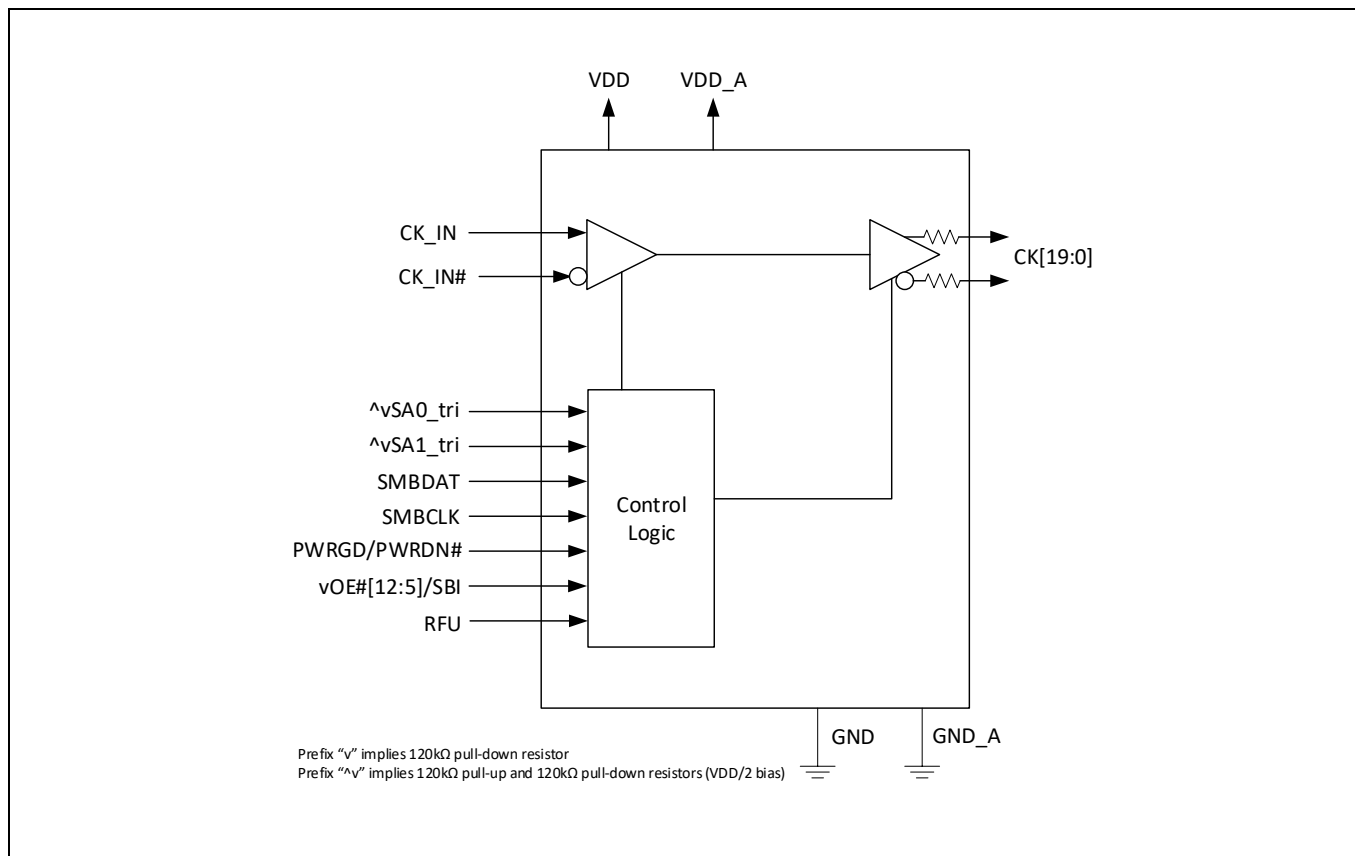 VDD
VDD_A
CK_IN
CK_IN#
CK[19:0]
^vSA0_tri
^vSA1_tri
SMBDAT
SMBCLK
PWRGD/PWRDN#
vOE#[12:5]/SBI
RFU
Control
Logic
GND
GND_A
Prefix “v” implies 120kΩ pull-down resistor
Prefix “^v” implies 120kΩ pull-up and 120kΩ pull-down resistors (VDD/2 bias)